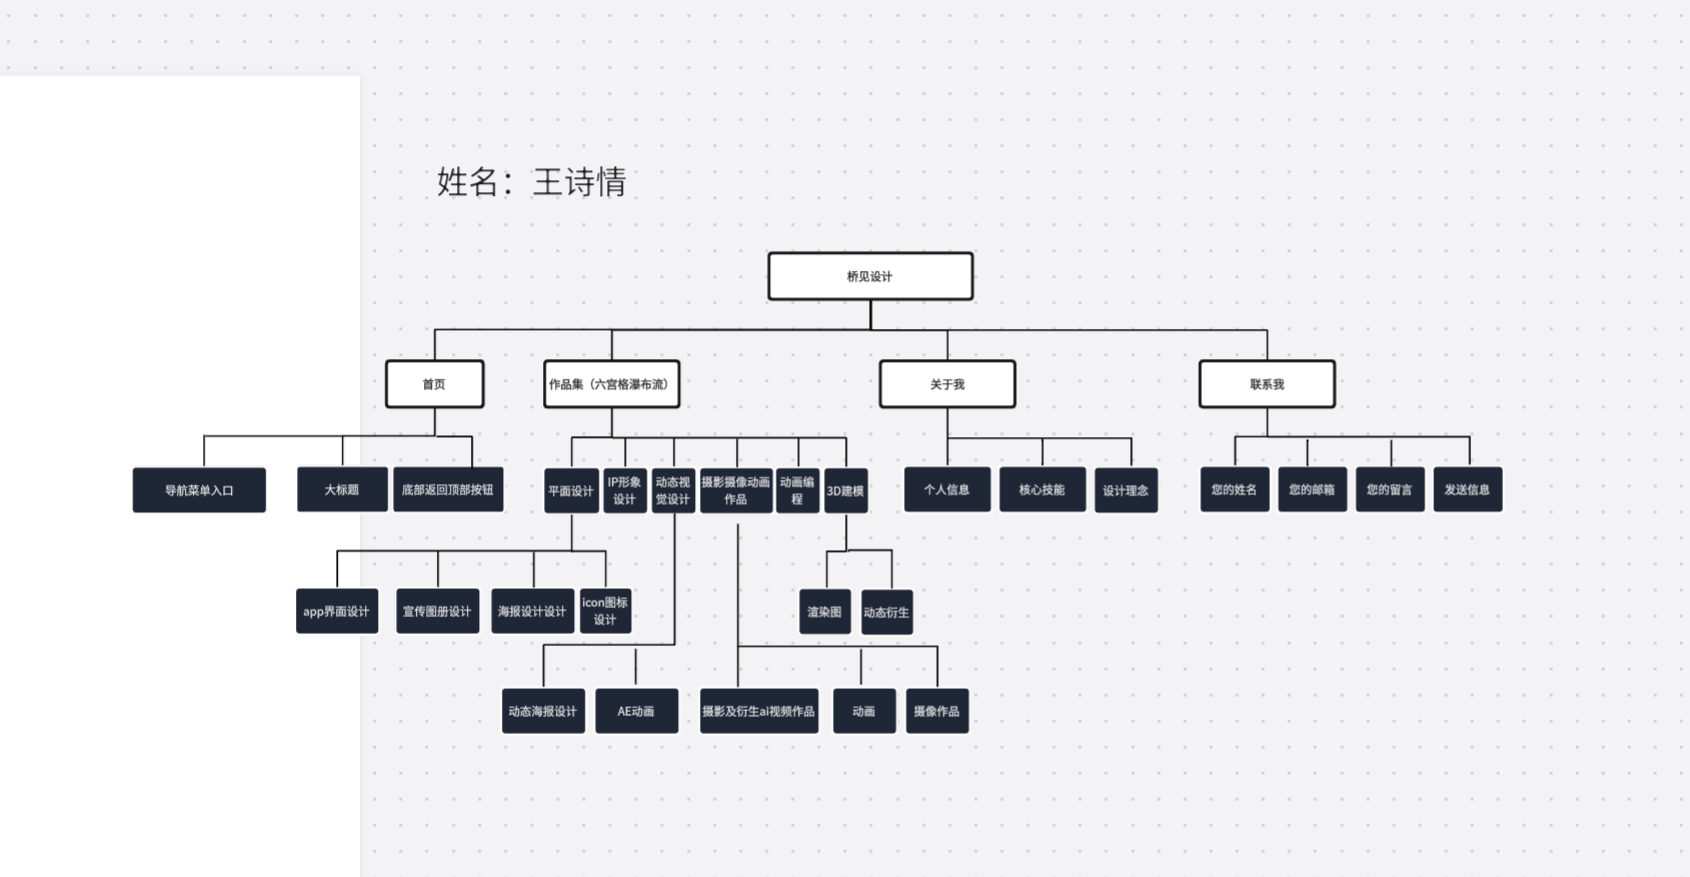 姓名：王诗情
桥见设计
首页
作品集（六宫格瀑布流）
关于我
联系我
导航菜单入口
大标题
底部返回顶部按钮
平面设计
IP形象
设计
动态视
觉设计
摄影摄像动画
作品
动画编
程
3D建模
个人信息
核心技能
设计理念
您的姓名
您的邮箱
您的留言
发送信息
app界面设计
宣传图册设计
海报设计设计
icon图标
设计
渲染图
动态衍生
动态海报设计
AE动画
摄影及衍生ai视频作品
动画
摄像作品